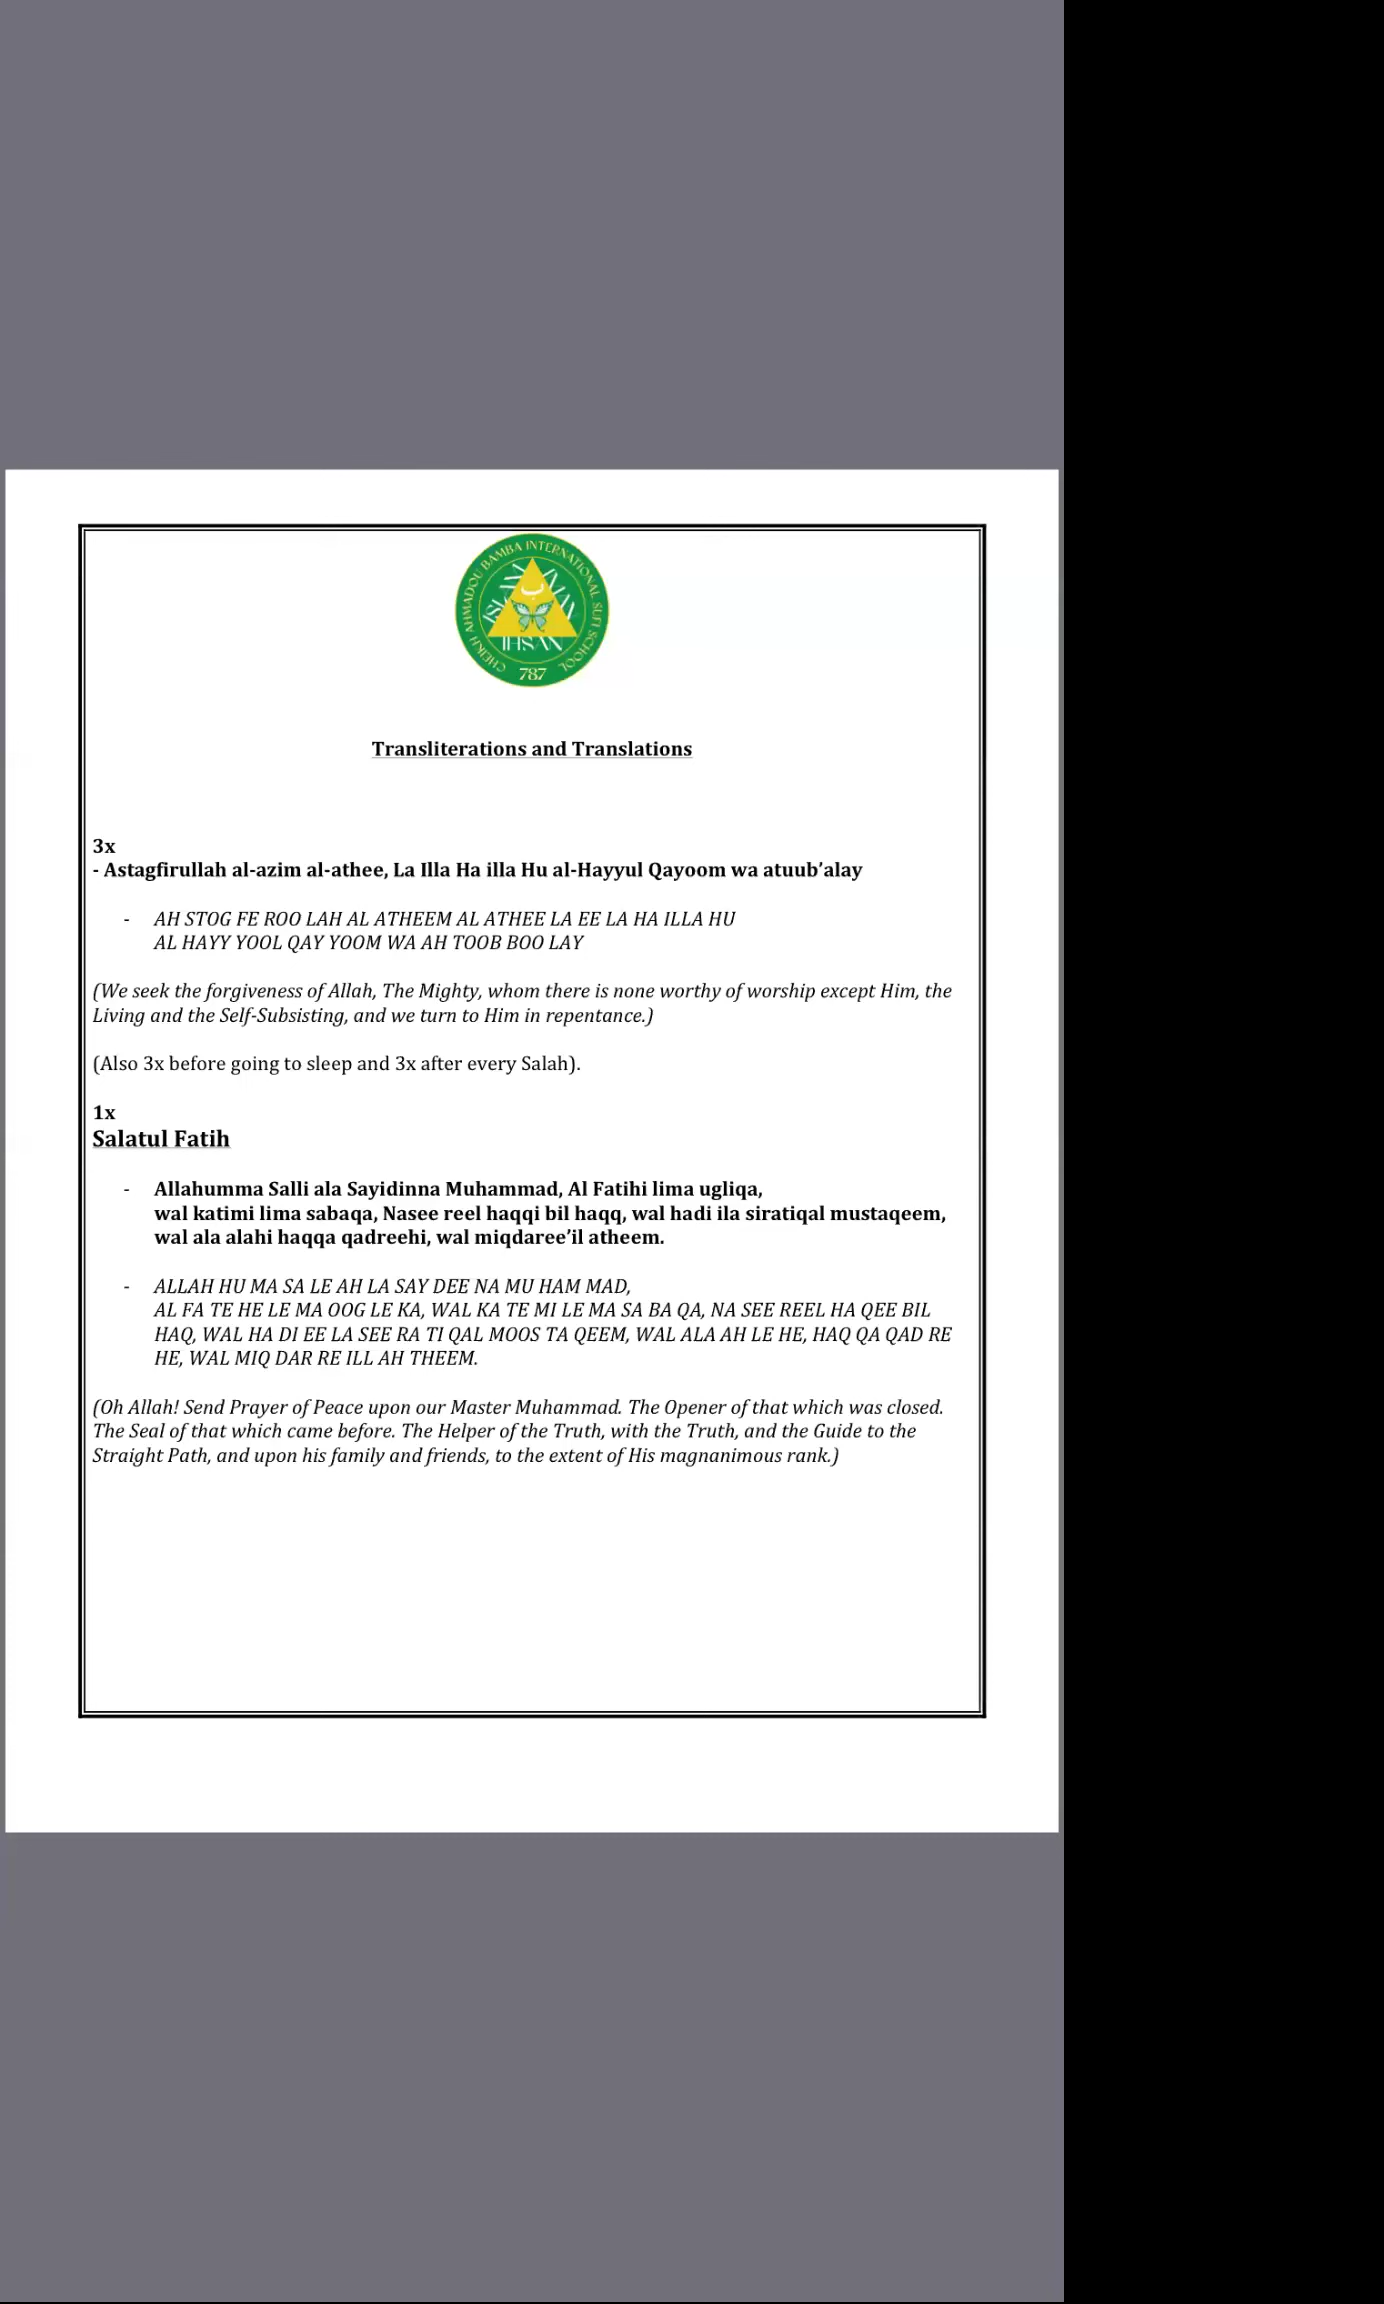 CHEIKH AHMADOU BAMBA INTERNATIONAL SUFI SCHOOL
ب
IHSAN
787
Transliterations and Translations
3x
- Astagfirullah al-azim al-athee, La Illa Ha illa Hu al-Hayyul Qayoom wa atuub’alay
- AH STOG FE ROO LAH AL ATHEEM AL ATHEE LA EE LA HA ILLA HU
AL HAYY YOOL QAY YOOM WA AH TOOB BOO LAY
(We seek the forgiveness of Allah, The Mighty, whom there is none worthy of worship except Him, the
Living and the Self-Subsisting, and we turn to Him in repentance.)
(Also 3x before going to sleep and 3x after every Salah).
1x
Salatul Fatih
- Allahumma Salli ala Sayidinna Muhammad, Al Fatihi lima ugliqa,
wal katimi lima sabaqa, Nasee reel haqqi bil haqq, wal hadi ila siratiqal mustaqeem,
wal ala alahi haqqa qadreehi, wal miqdaree’il atheem.
- ALLAH HU MA SA LE AH LA SAY DEE NA MU HAM MAD,
AL FA TE HE LE MA OOG LE KA, WAL KA TE MI LE MA SA BA QA, NA SEE REEL HA QEE BIL
HAQ, WAL HA DI EE LA SEE RA TI QAL MOOS TA QEEM, WAL ALA AH LE HE, HAQ QA QAD RE
HE, WAL MIQ DAR RE ILL AH THEEM.
(Oh Allah! Send Prayer of Peace upon our Master Muhammad. The Opener of that which was closed.
The Seal of that which came before. The Helper of the Truth, with the Truth, and the Guide to the
Straight Path, and upon his family and friends, to the extent of His magnanimous rank.)